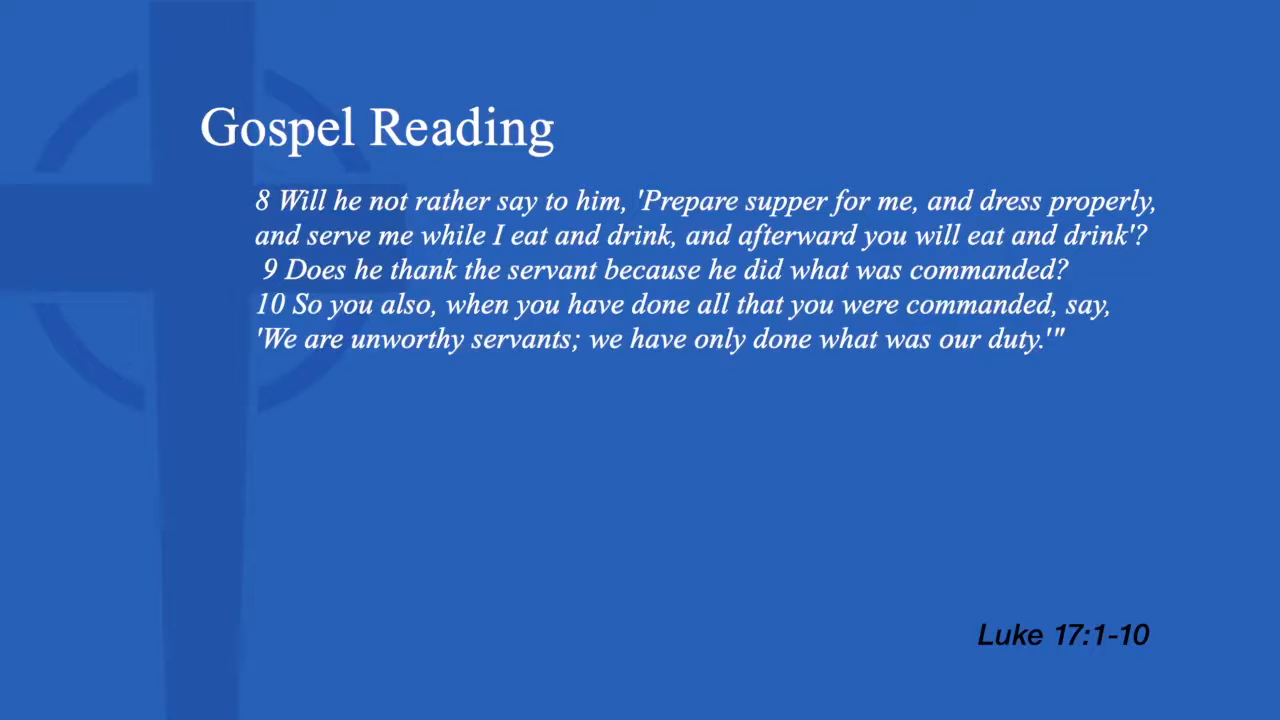 Gospel Reading
8 Will he not rather say to him, 'Prepare supper for me, and dress properly,
and serve me while I eat and drink, and afterward you will eat and drink'?
9 Does he thank the servant because he did what was commanded?
10 So you also, when you have done all that you were commanded, say,
'We are unworthy servants; we have only done what was our duty.'"
Luke 17:1-10